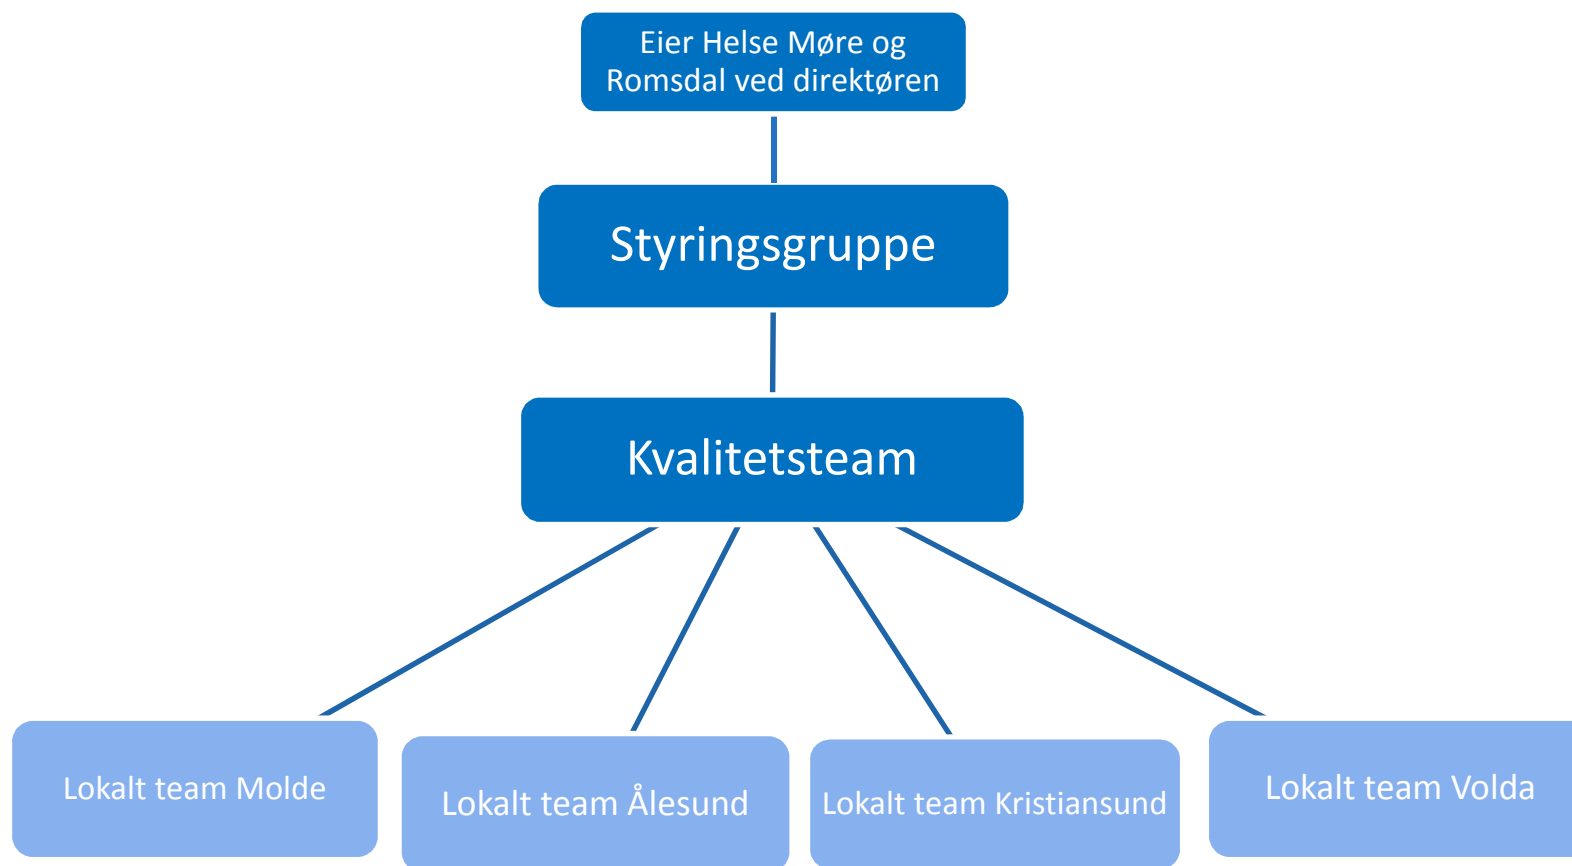 Eier Helse Møre og
Romsdal ved direktøren
Styringsgruppe
Kvalitetsteam
Lokalt team Molde
Lokalt team Ålesund
Lokalt team Kristiansund
Lokalt team Volda